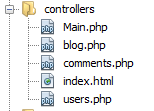 controllers
Main.php
blog.php
comments.php
index.html
users.php